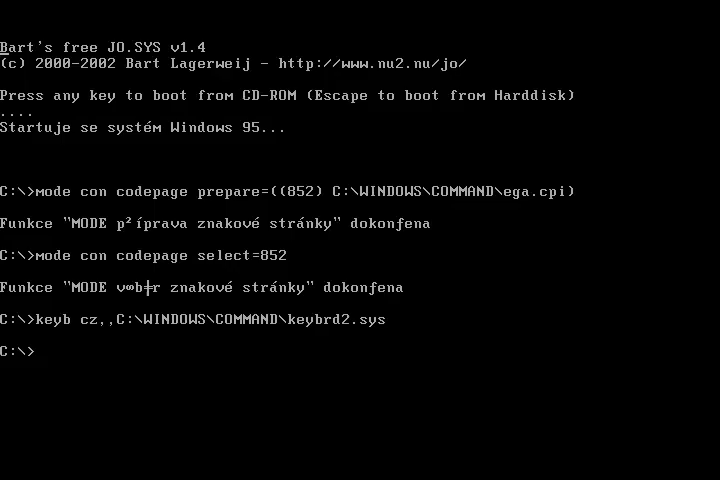 Bart's free JO.SYS v1.4
(c) 2000-2002 Bart Lagerweij - http://www.nu2.nu/jo/
Press any key to boot from CD-ROM (Escape to boot from Harddisk)
....
Startuje se systém Windows 95...
C:\>mode con codepage prepare=((852) C:\WINDOWS\COMMAND\ega.cpi)
Funkce "MODE p²íprava znakové stránky" dokonƒena
C:\>mode con codepage select=852
Funkce "MODE v∞b╪r znakové stránky" dokonƒena
C:\>keyb cz,,C:\WINDOWS\COMMAND\keybrd2.sys
C:\>